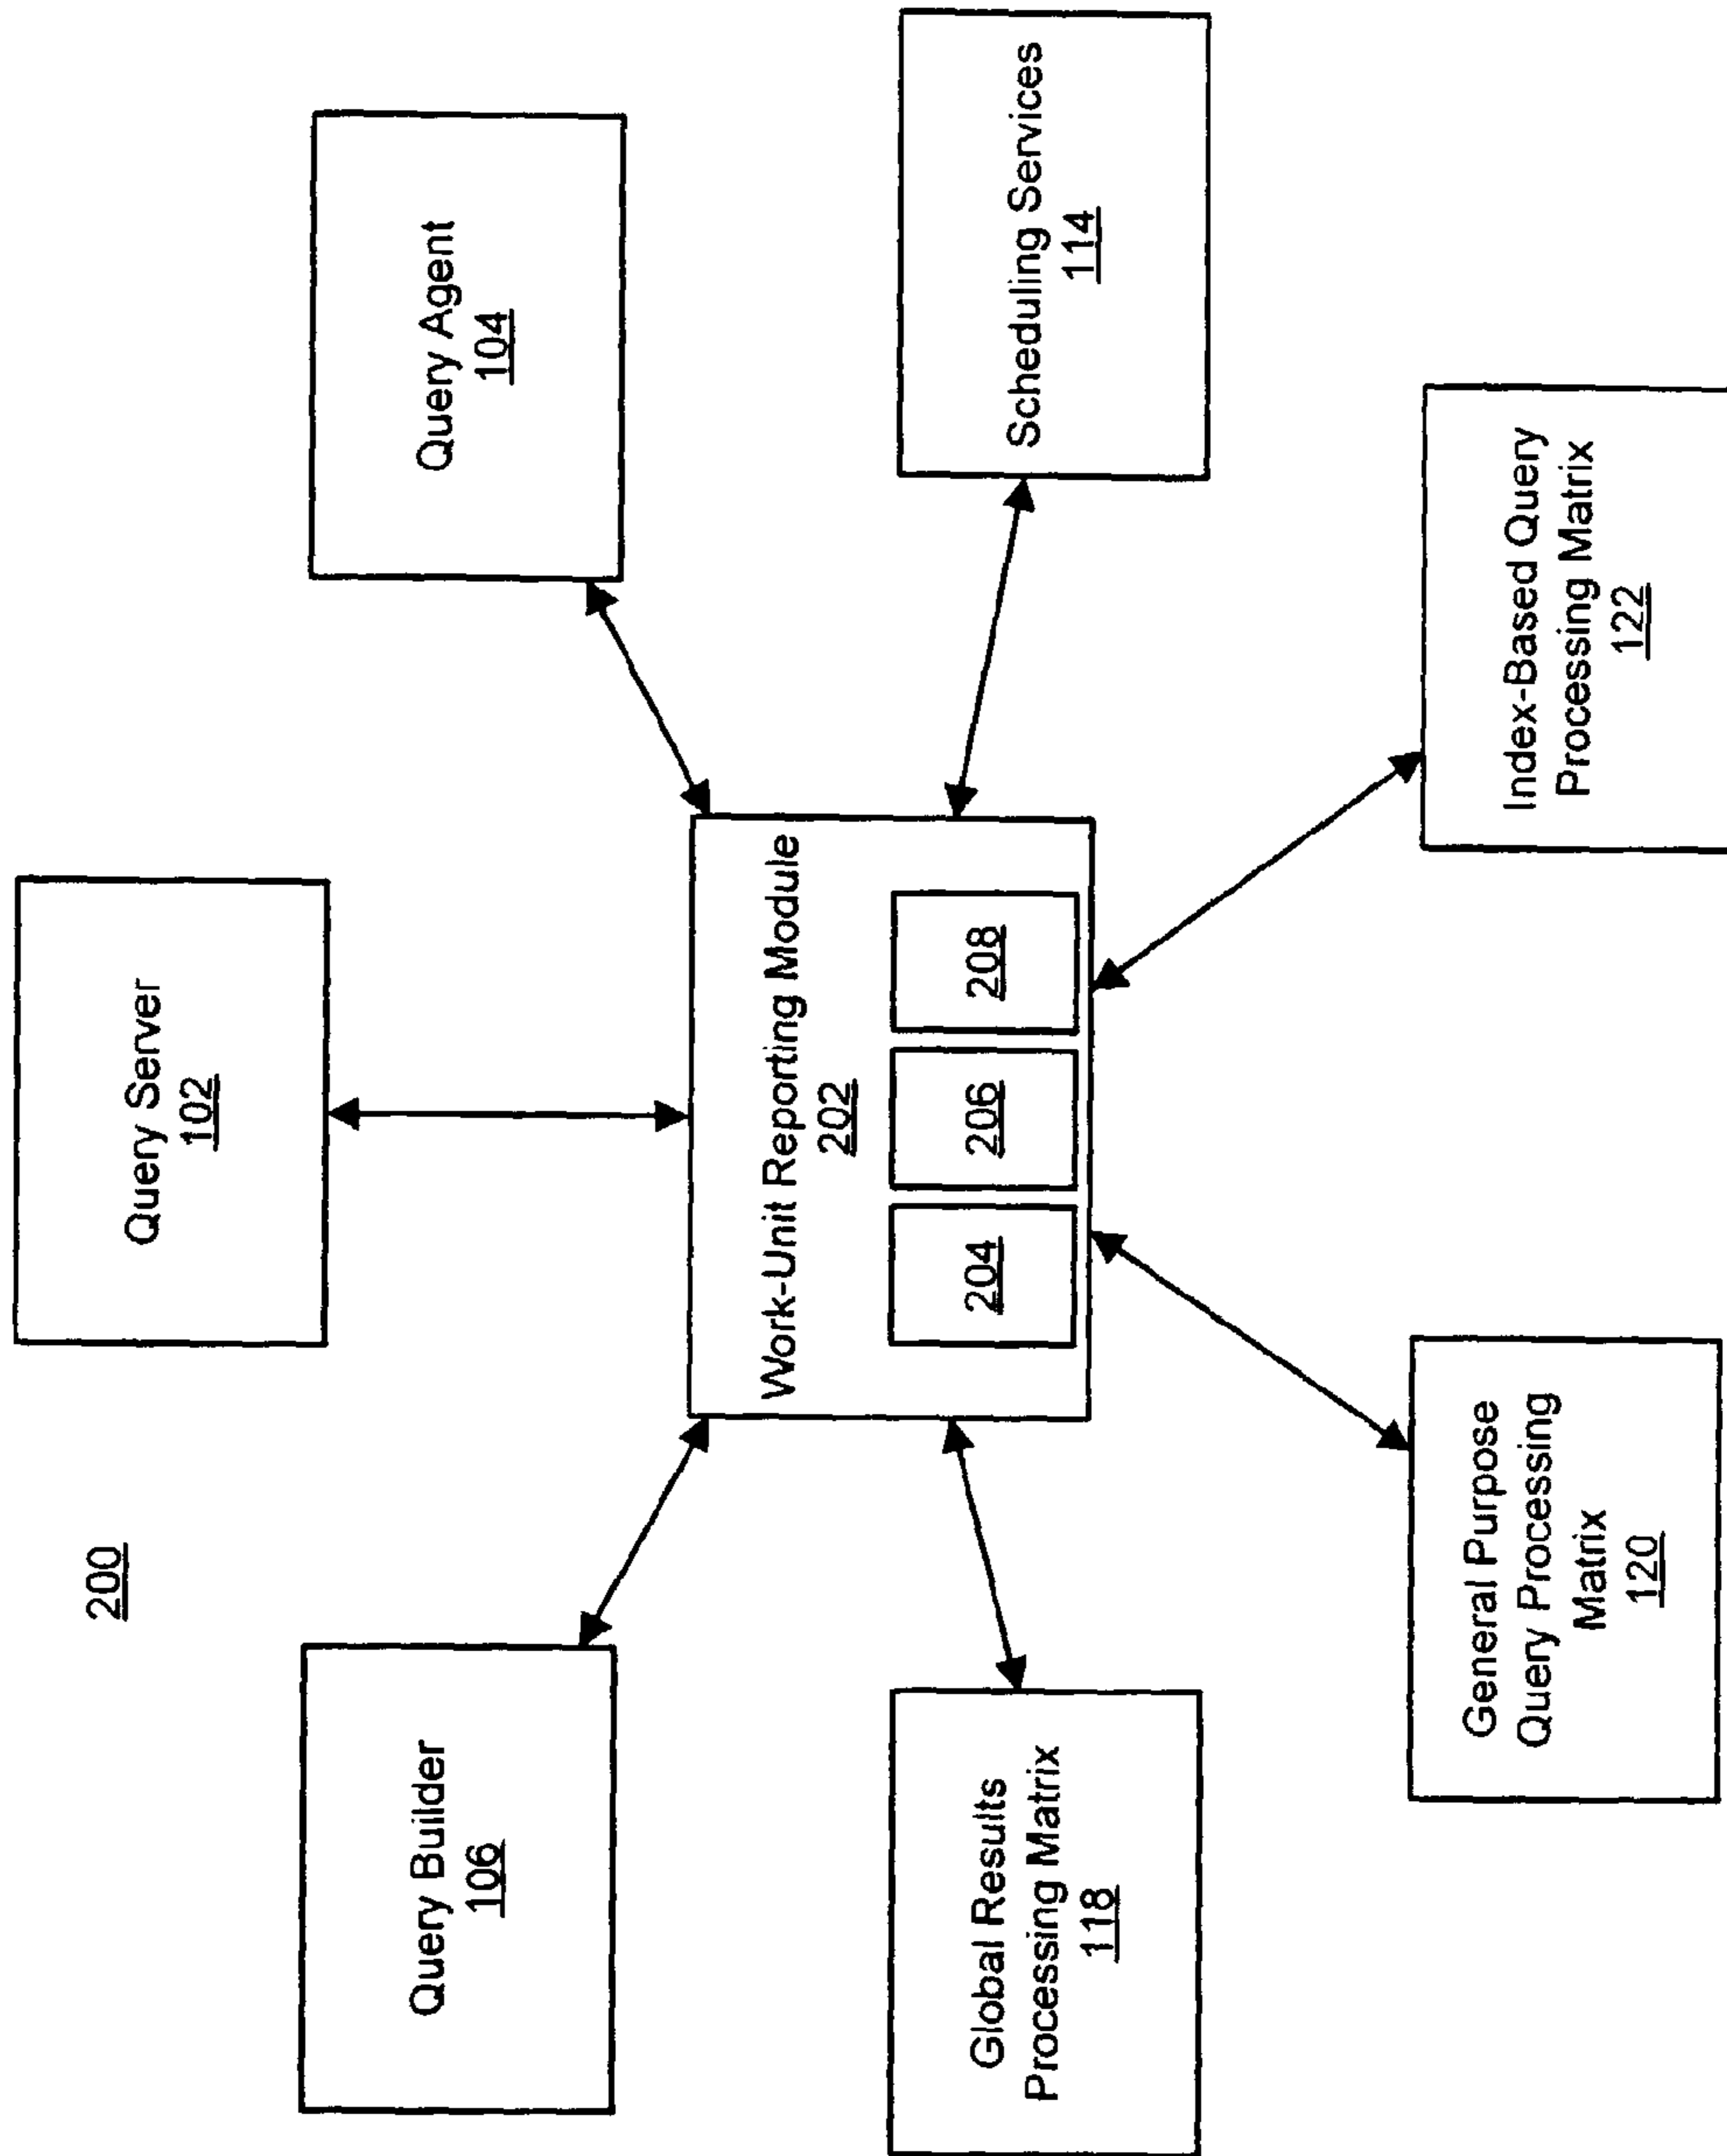 200
Query Server
102
Query Builder
106
Query Agent
104
Work-Unit Reporting Module
202
204
206
208
Global Results
Processing Matrix
118
Scheduling Services
114
General Purpose
Query Processing
Matrix
120
Index-Based Query
Processing Matrix
122